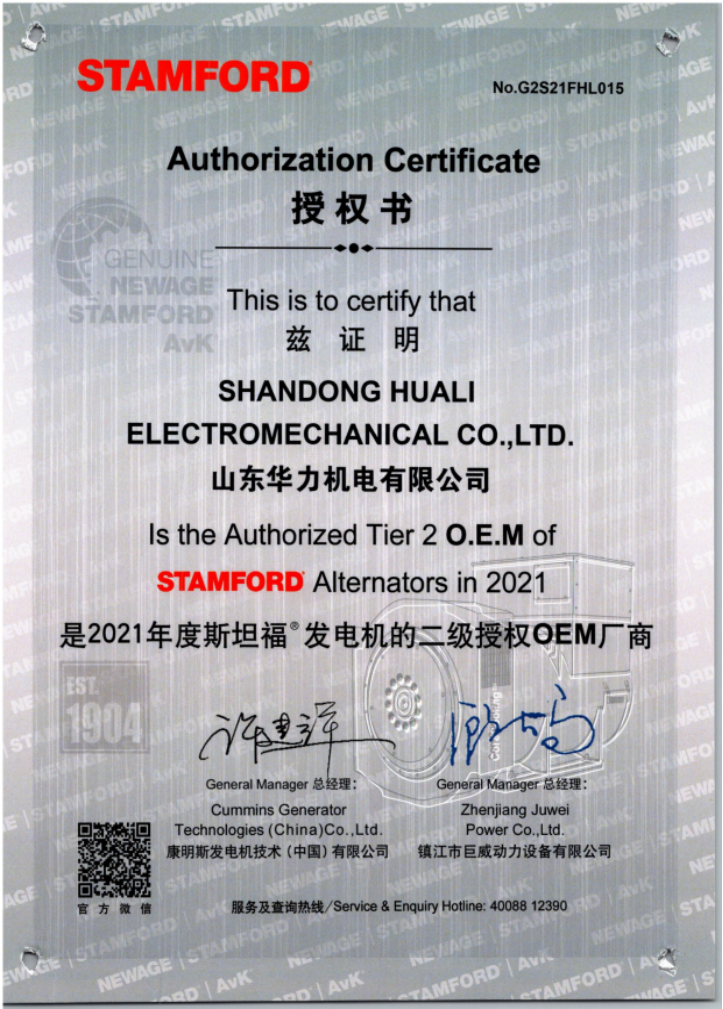 STAMFORD
No.G2S21FHL015
Authorization Certificate
授权书
GENUINE
NEWAGE
STAMFORD
AvK
This is to certify that
兹 证 明
SHANDONG HUALI
ELECTROMECHANICAL CO.,LTD.
山东华力机电有限公司
Is the Authorized Tier 2 O.E.M of
STAMFORD Alternators in 2021
是2021年度斯坦福®发电机的二级授权OEM厂商
EST.
1904
General Manager 总经理：
Cummins Generator
Technologies (China)Co.,Ltd.
康明斯发电机技术（中国）有限公司
General Manager 总经理：
Zhenjiang Juwei
Power Co.,Ltd.
镇江市巨威动力设备有限公司
官方微信
服务及查询热线/Service & Enquiry Hotline: 40088 12390